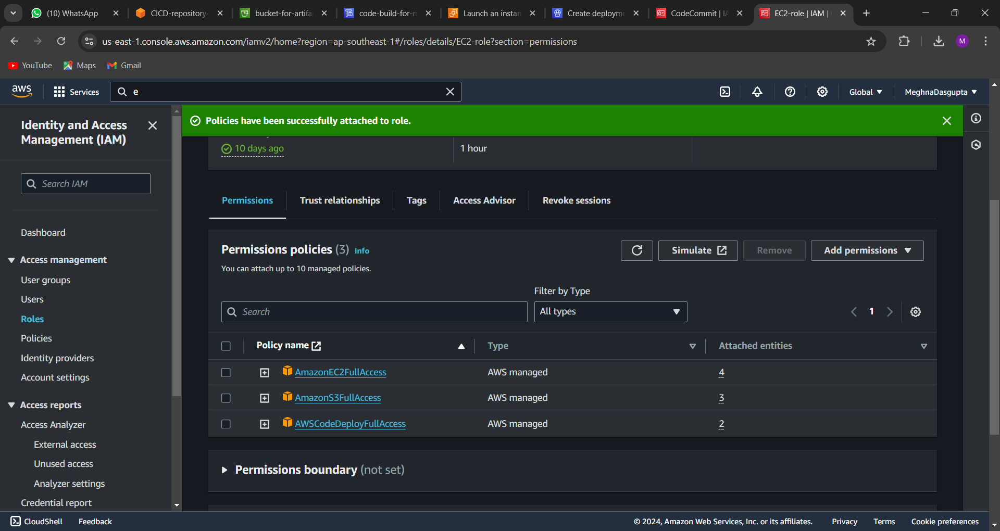 (10) WhatsApp
CICD-repository-
bucket-for-artifa
code-build-for-n
Launch an instan
Create deployme
CodeCommit | IA
EC2-role | IAM |
us-east-1.console.aws.amazon.com/iamv2/home?region=ap-southeast-1#/roles/details/EC2-role?section=permissions
YouTube
Maps
Gmail
aws
Services
e
Global
MeghnaDasgupta
Identity and Access
Management (IAM)
Search IAM
Dashboard
Access management
User groups
Users
Roles
Policies
Identity providers
Account settings
Access reports
Access Analyzer
External access
Unused access
Analyzer settings
Credential report
Policies have been successfully attached to role.
10 days ago
1 hour
Permissions
Trust relationships
Tags
Access Advisor
Revoke sessions
Permissions policies (3) Info
You can attach up to 10 managed policies.
Simulate
Remove
Add permissions
Filter by Type
Search
All types
1
Policy name
Type
Attached entities
AmazonEC2FullAccess
AWS managed
4
AmazonS3FullAccess
AWS managed
3
AWSCodeDeployFullAccess
AWS managed
2
Permissions boundary (not set)
CloudShell
Feedback
© 2024, Amazon Web Services, Inc. or its affiliates.
Privacy
Terms
Cookie preferences
M